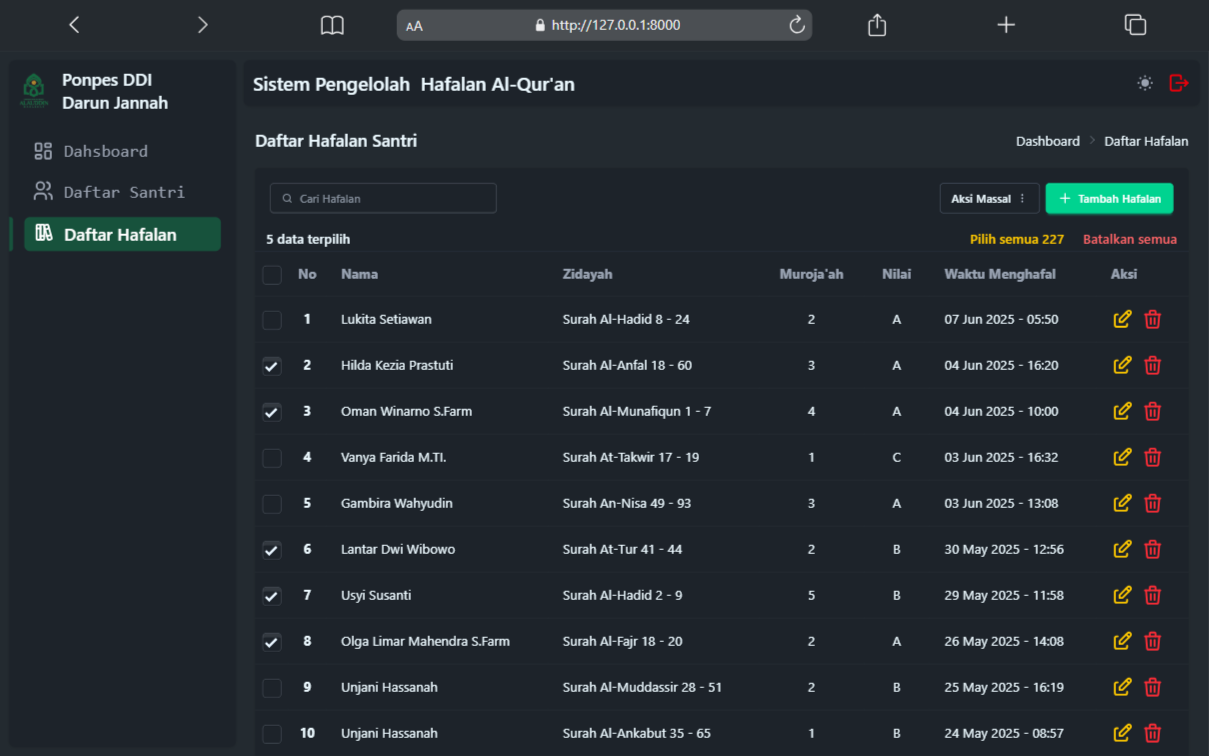 AA http://127.0.0.1:8000
Ponpes DDI
Darun Jannah
Sistem Pengelolah Hafalan Al-Qur'an
Dahsboard
Daftar Santri
Daftar Hafalan
Daftar Hafalan Santri
Dashboard Daftar Hafalan
Cari Hafalan
Aksi Massal
Tambah Hafalan
5 data terpilih
Pilih semua 227 Batalkan semua
No Nama Zidayah Muroja'ah Nilai Waktu Menghafal Aksi
1 Lukita Setiawan Surah Al-Hadid 8 - 24 2 A 07 Jun 2025 - 05:50
2 Hilda Kezia Prastuti Surah Al-Anfal 18 - 60 3 A 04 Jun 2025 - 16:20
3 Oman Winarno S.Farm Surah Al-Munafiqun 1 - 7 4 A 04 Jun 2025 - 10:00
4 Vanya Farida M.TI. Surah At-Takwir 17 - 19 1 C 03 Jun 2025 - 16:32
5 Gambira Wahyudin Surah An-Nisa 49 - 93 3 A 03 Jun 2025 - 13:08
6 Lantar Dwi Wibowo Surah At-Tur 41 - 44 2 B 30 May 2025 - 12:56
7 Usyi Susanti Surah Al-Hadid 2 - 9 5 B 29 May 2025 - 11:58
8 Olga Limar Mahendra S.Farm Surah Al-Fajr 18 - 20 2 A 26 May 2025 - 14:08
9 Unjani Hassanah Surah Al-Muddassir 28 - 51 2 B 25 May 2025 - 16:19
10 Unjani Hassanah Surah Al-Ankabut 35 - 65 1 B 24 May 2025 - 08:57